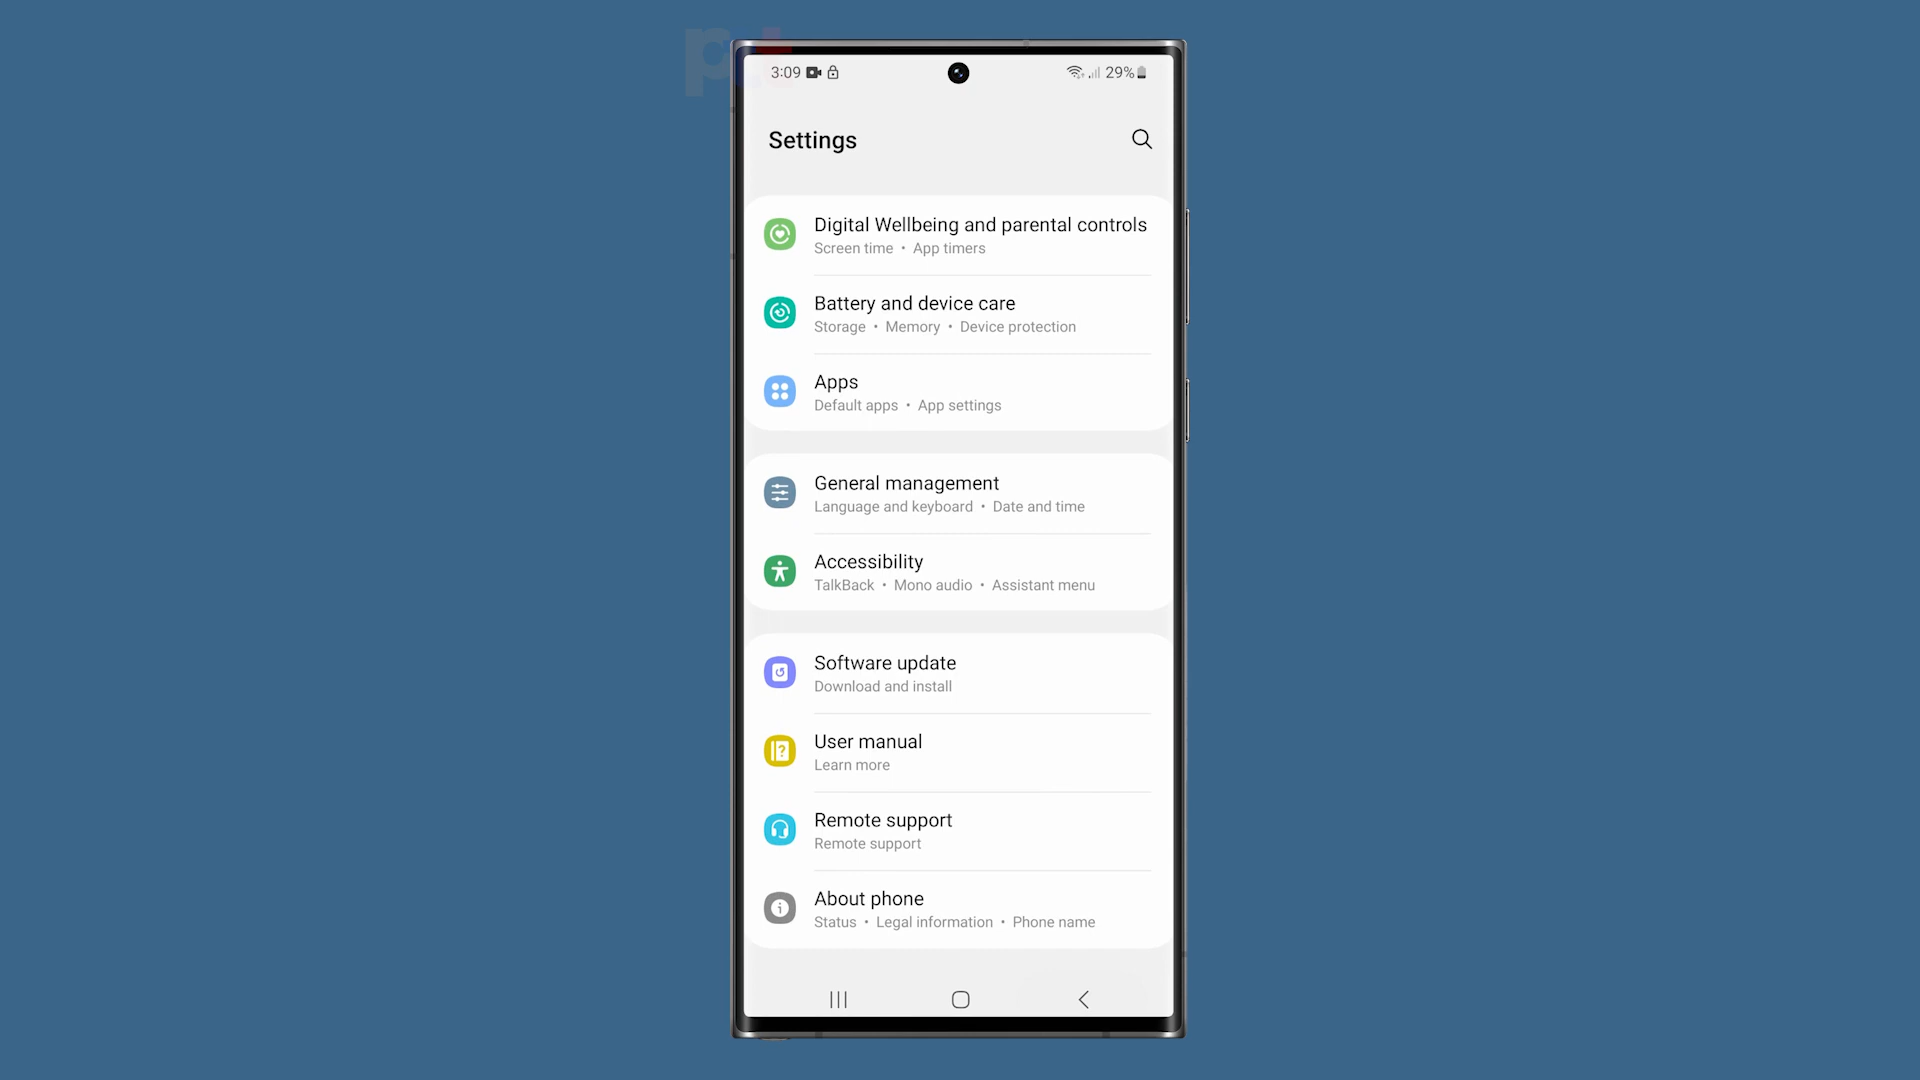 3:09
29%
Settings
Digital Wellbeing and parental controls
Screen time • App timers
Battery and device care
Storage • Memory • Device protection
Apps
Default apps • App settings
General management
Language and keyboard • Date and time
Accessibility
TalkBack • Mono audio • Assistant menu
Software update
Download and install
User manual
Learn more
Remote support
Remote support
About phone
Status • Legal information • Phone name